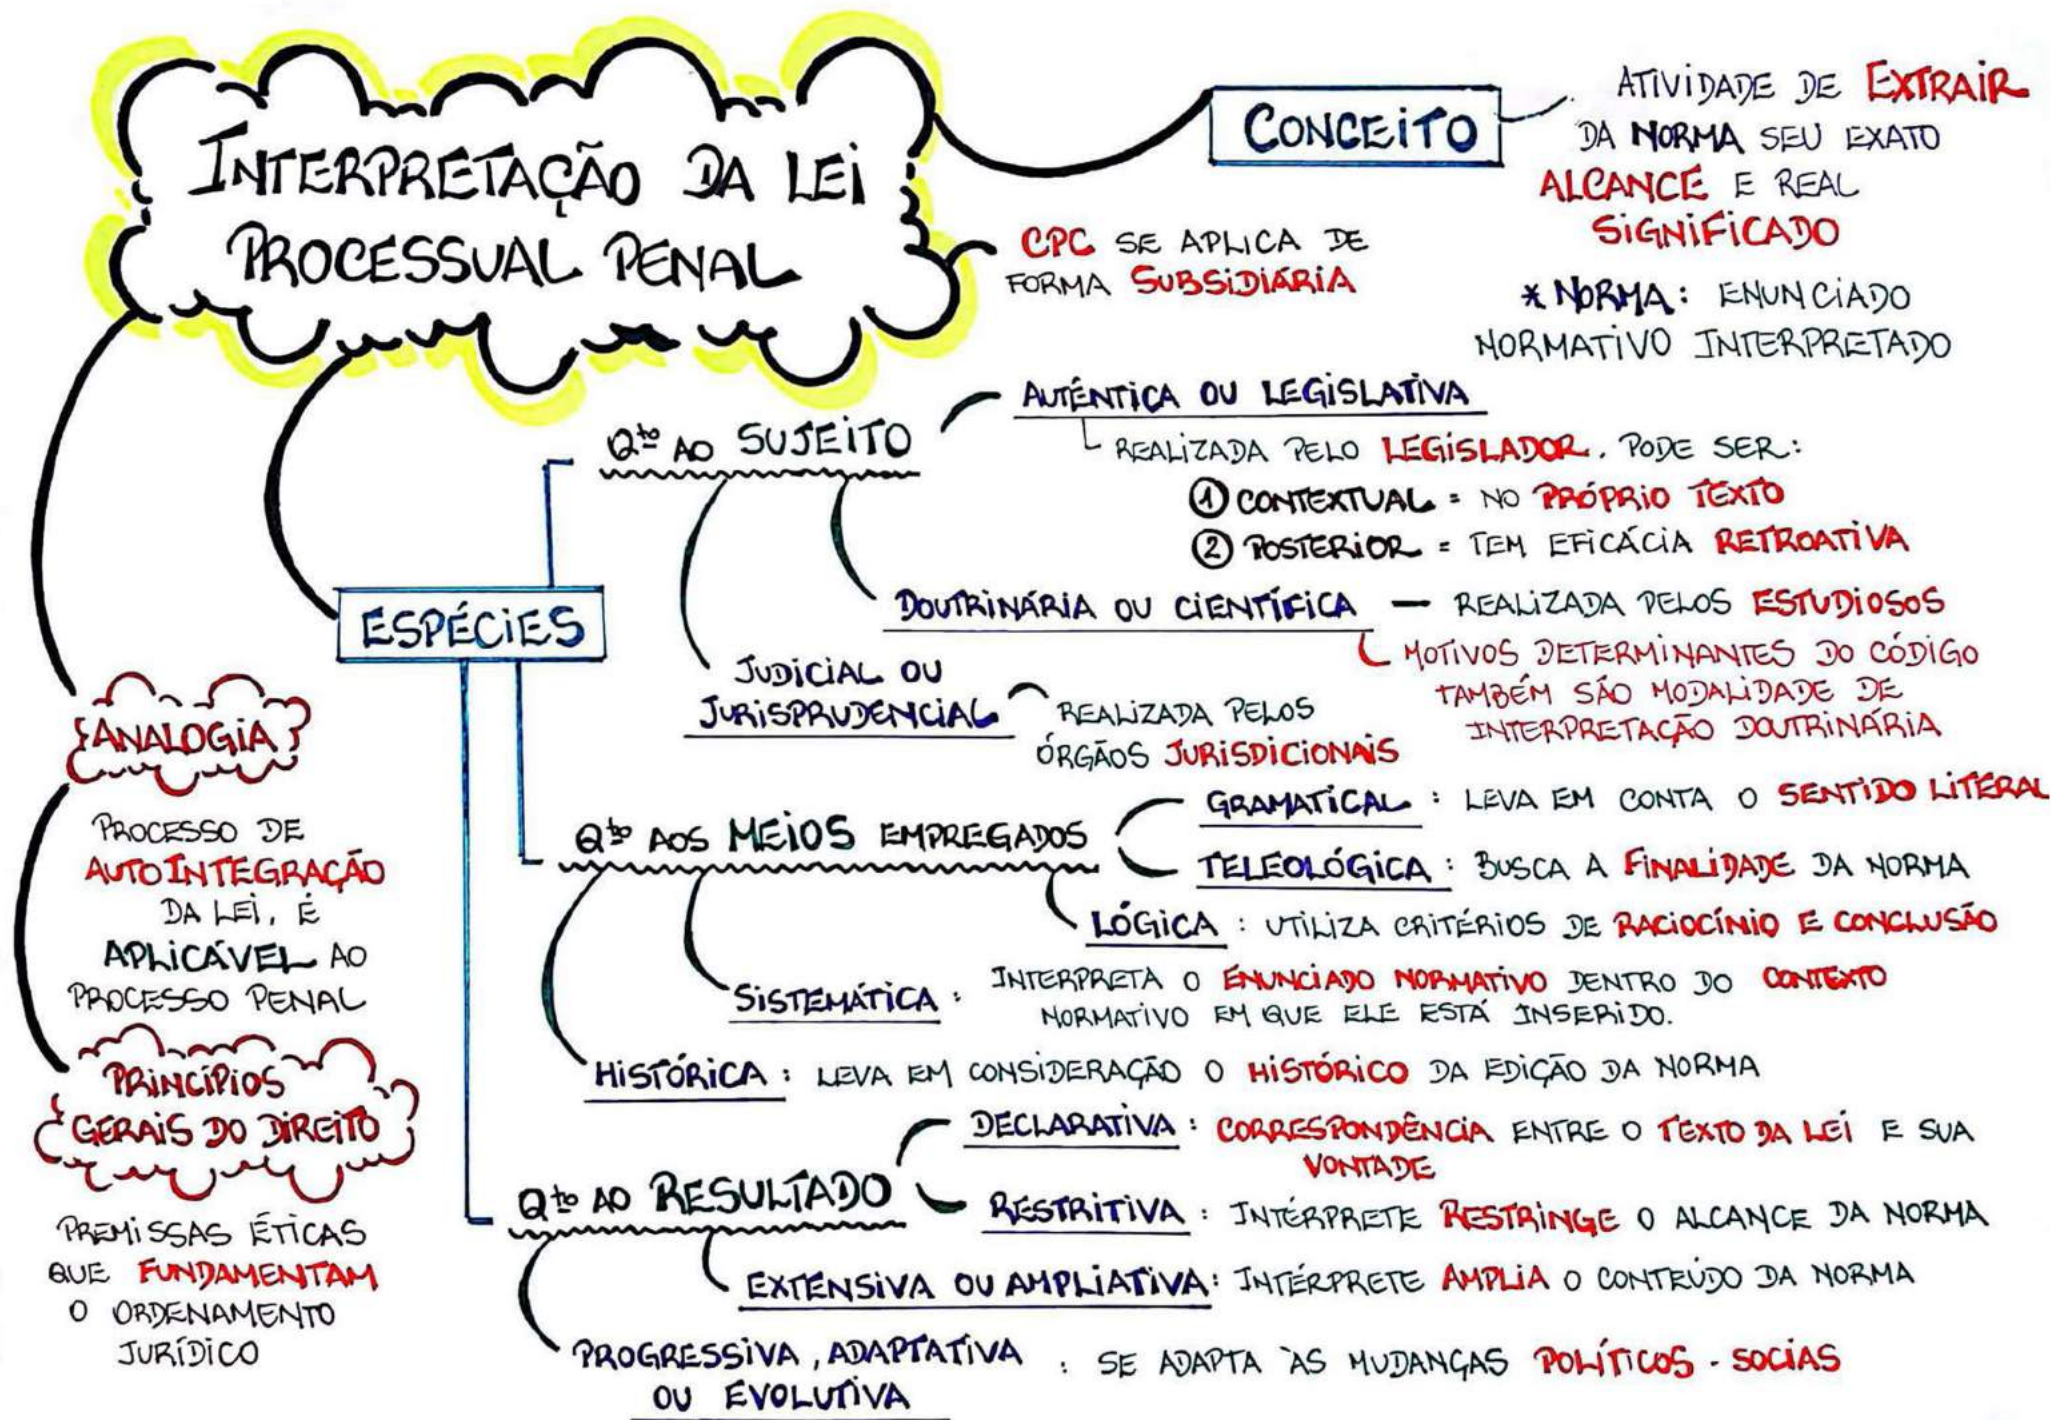 INTERPRETAÇÃO DA LEI
PROCESSUAL PENAL
CONCEITO
ATIVIDADE DE EXTRAIR
DA NORMA SEU EXATO
ALCANCE E REAL
SIGNIFICADO
* NORMA: ENUNCIADO
NORMATIVO INTERPRETADO
CPC SE APLICA DE
FORMA SUBSIDIÁRIA
ESPÉCIES
Qto AO SUJEITO
AUTÊNTICA OU LEGISLATIVA
REALIZADA PELO LEGISLADOR. PODE SER:
① CONTEXTUAL = NO PRÓPRIO TEXTO
② POSTERIOR = TEM EFICÁCIA RETROATIVA
DOUTRINÁRIA OU CIENTÍFICA — REALIZADA PELOS ESTUDIOSOS
MOTIVOS DETERMINANTES DO CÓDIGO
TAMBÉM SÃO MODALIDADE DE
INTERPRETAÇÃO DOUTRINÁRIA
JUDICIAL OU
JURISPRUDENCIAL
REALIZADA PELOS
ÓRGÃOS JURISDICIONAIS
Qto AOS MEIOS EMPREGADOS
GRAMATICAL: LEVA EM CONTA O SENTIDO LITERAL
TELEOLÓGICA: BUSCA A FINALIDADE DA NORMA
LÓGICA: UTILIZA CRITÉRIOS DE RACIOCÍNIO E CONCLUSÃO
SISTEMÁTICA: INTERPRETA O ENUNCIADO NORMATIVO DENTRO DO CONTEXTO
NORMATIVO EM QUE ELE ESTÁ INSERIDO.
HISTÓRICA: LEVA EM CONSIDERAÇÃO O HISTÓRICO DA EDIÇÃO DA NORMA
Qto AO RESULTADO
DECLARATIVA: CORRESPONDÊNCIA ENTRE O TEXTO DA LEI E SUA
VONTADE
RESTRITIVA: INTÉRPRETE RESTRINGE O ALCANCE DA NORMA
EXTENSIVA OU AMPLIATIVA: INTÉRPRETE AMPLIA O CONTEÚDO DA NORMA
PROGRESSIVA, ADAPTATIVA
OU EVOLUTIVA
: SE ADAPTA ÀS MUDANÇAS POLÍTICOS - SOCIAS
ANALOGIA
PROCESSO DE
AUTOINTEGRAÇÃO
DA LEI, É
APLICÁVEL AO
PROCESSO PENAL
PRINCÍPIOS
GERAIS DO DIREITO
PREMISSAS ÉTICAS
QUE FUNDAMENTAM
O ORDENAMENTO
JURÍDICO